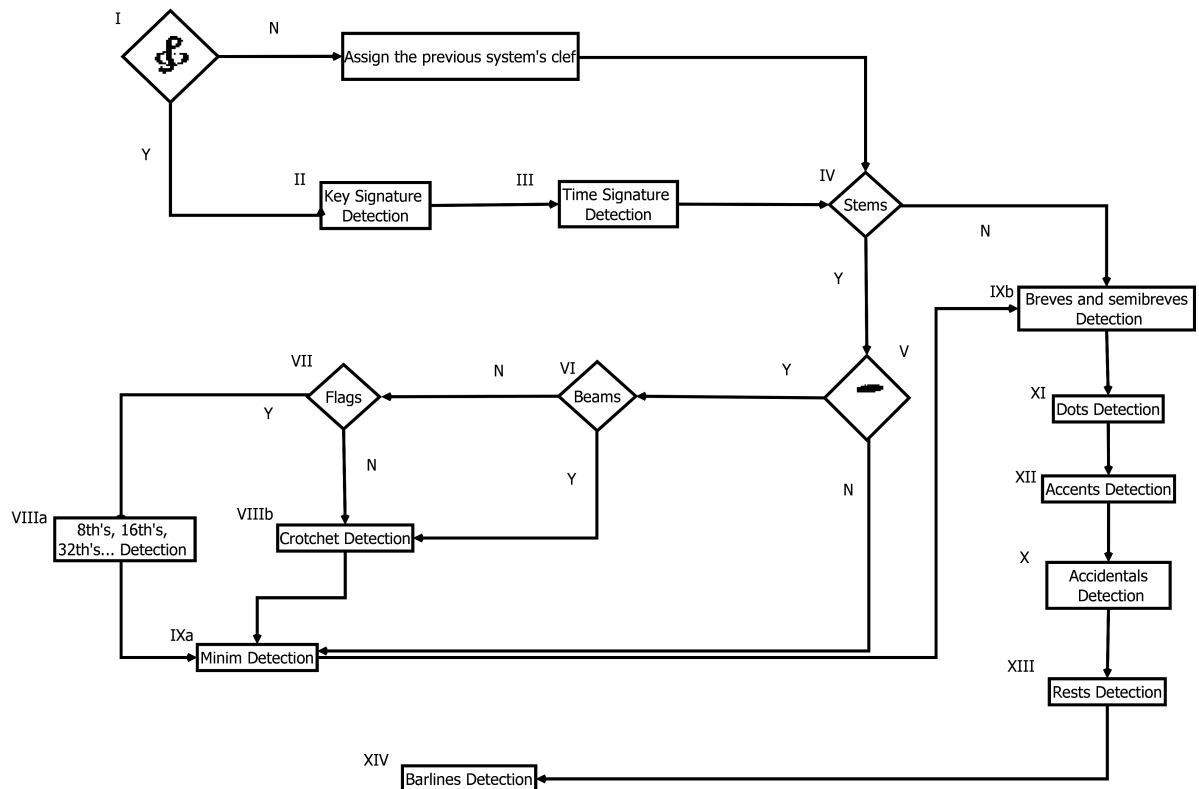 I
N
Assign the previous system's clef
Y
II
Key Signature
Detection
III
Time Signature
Detection
IV
Stems
N
Y
IXb
Breves and semibreves
Detection
V
Y
VI
Beams
N
VII
Flags
Y
N
Y
N
XI
Dots Detection
XII
Accents Detection
VIIIa
8th's, 16th's,
32th's... Detection
VIIIb
Crotchet Detection
X
Accidentals
Detection
IXa
Minim Detection
XIII
Rests Detection
XIV
Barlines Detection